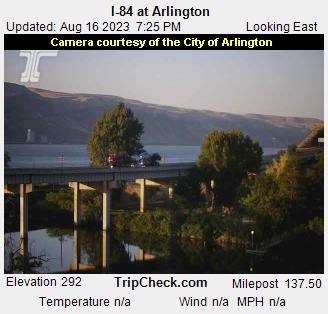 I-84 at Arlington
Updated: Aug 16 2023 7:25 PM Looking East
Camera courtesy of the City of Arlington
Elevation 292 TripCheck.com Milepost 137.50
Temperature n/a Wind n/a MPH n/a